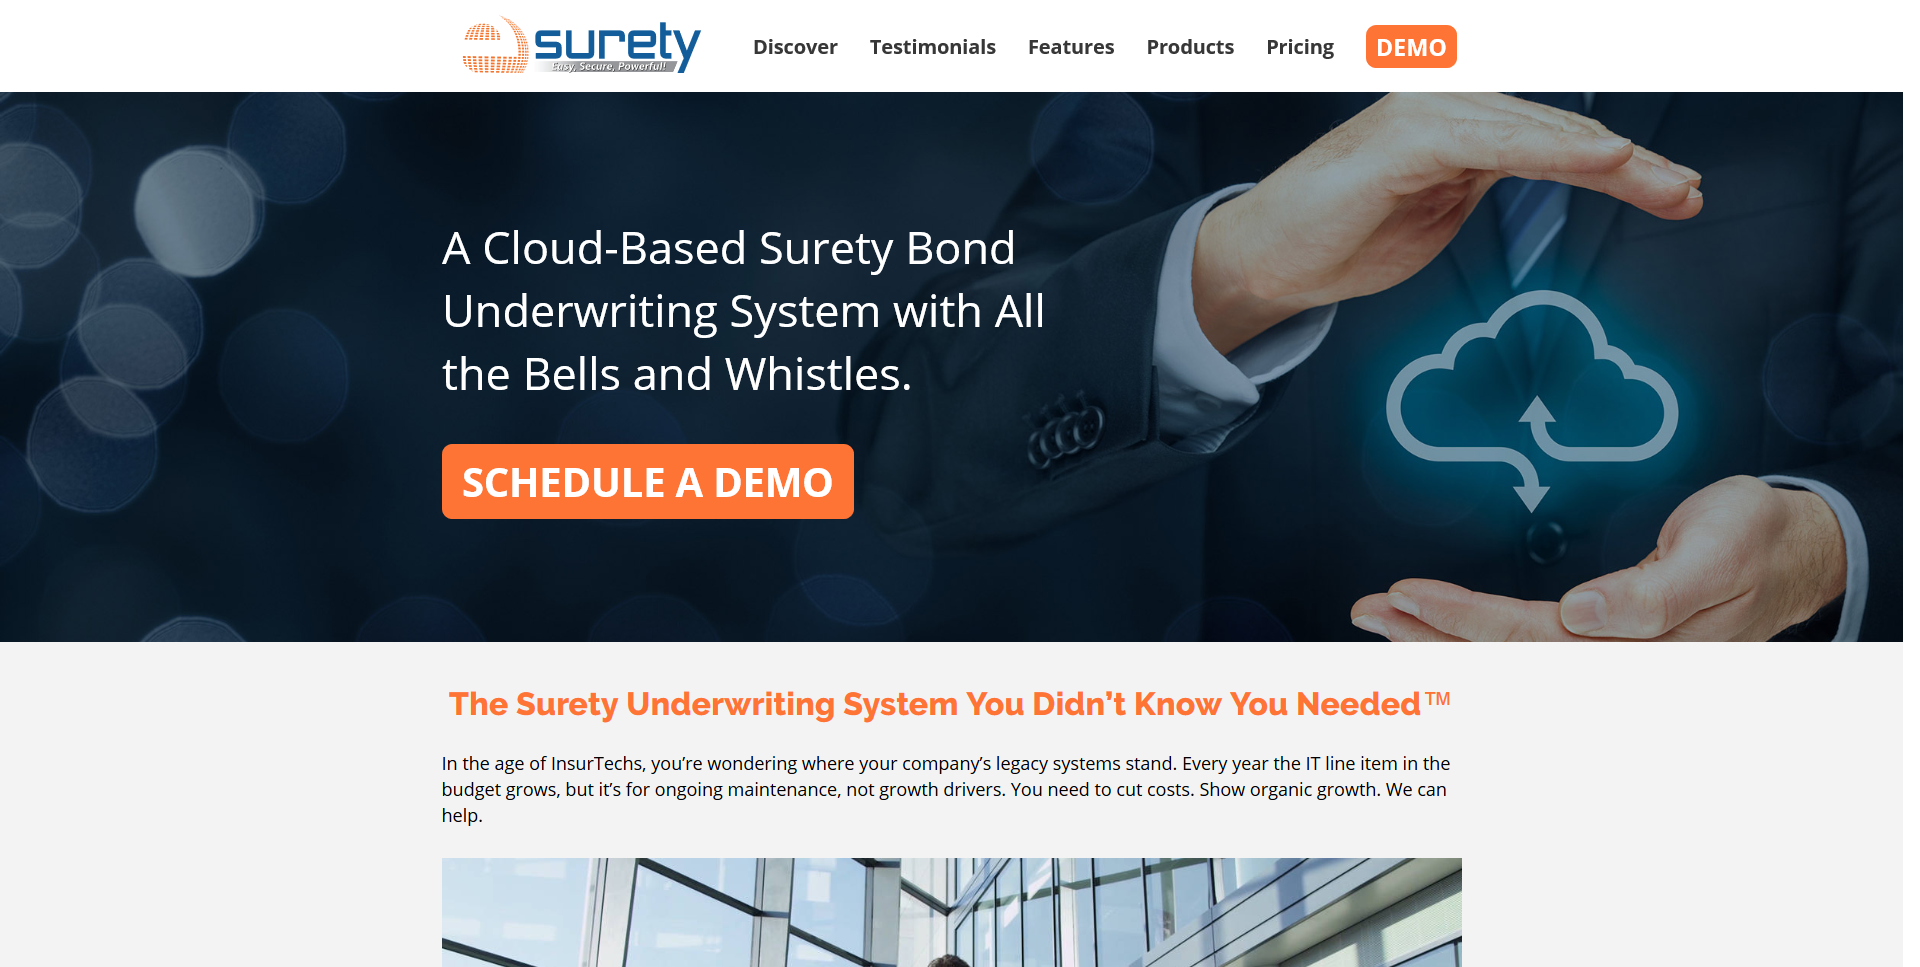 surety
Easy, Secure, Powerful!
Discover
Testimonials
Features
Products
Pricing
DEMO
A Cloud-Based Surety Bond
Underwriting System with All
the Bells and Whistles.
SCHEDULE A DEMO
The Surety Underwriting System You Didn’t Know You Needed™
In the age of InsurTechs, you’re wondering where your company’s legacy systems stand. Every year the IT line item in the
budget grows, but it’s for ongoing maintenance, not growth drivers. You need to cut costs. Show organic growth. We can
help.